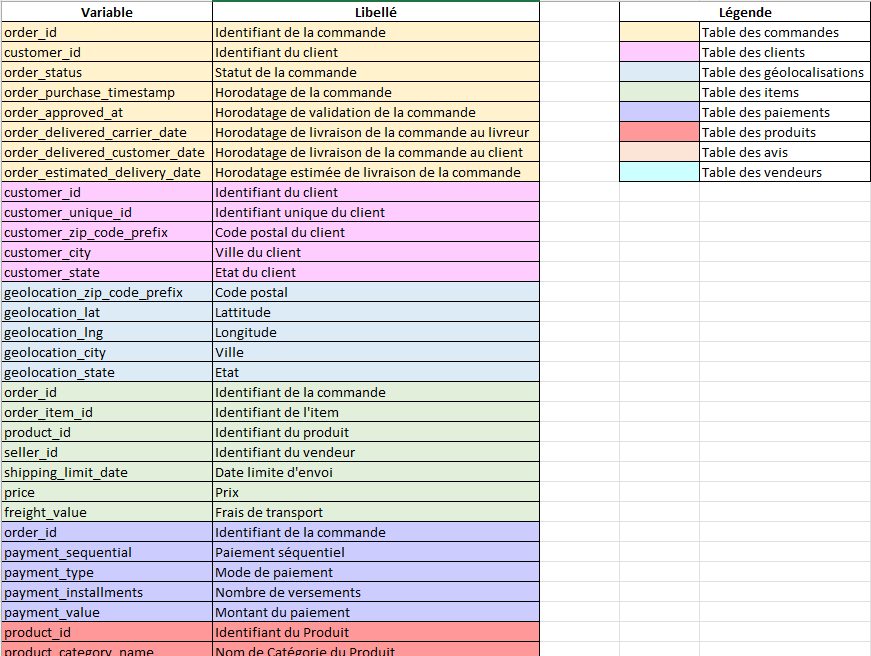 Variable Libellé Légende
order_id Identifiant de la commande Table des commandes
customer_id Identifiant du client Table des clients
order_status Statut de la commande Table des géolocalisations
order_purchase_timestamp Horodatage de la commande Table des items
order_approved_at Horodatage de validation de la commande Table des paiements
order_delivered_carrier_date Horodatage de livraison de la commande au livreur Table des produits
order_delivered_customer_date Horodatage de livraison de la commande au client Table des avis
order_estimated_delivery_date Horodatage estimée de livraison de la commande Table des vendeurs
customer_id Identifiant du client
customer_unique_id Identifiant unique du client
customer_zip_code_prefix Code postal du client
customer_city Ville du client
customer_state Etat du client
geolocation_zip_code_prefix Code postal
geolocation_lat Lattitude
geolocation_lng Longitude
geolocation_city Ville
geolocation_state Etat
order_id Identifiant de la commande
order_item_id Identifiant de l'item
product_id Identifiant du produit
seller_id Identifiant du vendeur
shipping_limit_date Date limite d'envoi
price Prix
freight_value Frais de transport
order_id Identifiant de la commande
payment_sequential Paiement séquentiel
payment_type Mode de paiement
payment_installments Nombre de versements
payment_value Montant du paiement
product_id Identifiant du Produit
product_category_name Nom de Catégorie du Produit